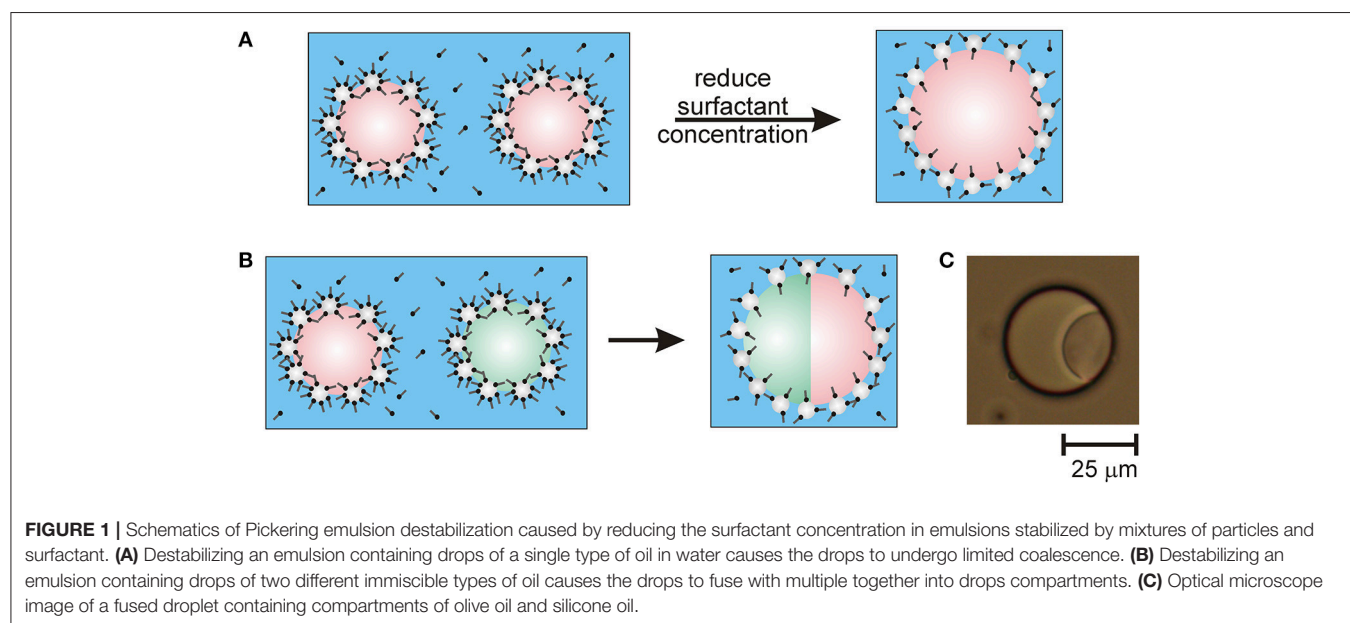 A
reduce
surfactant
concentration
B
C
25 μm
FIGURE 1 | Schematics of Pickering emulsion destabilization caused by reducing the surfactant concentration in emulsions stabilized by mixtures of particles and
surfactant. (A) Destabilizing an emulsion containing drops of a single type of oil in water causes the drops to undergo limited coalescence. (B) Destabilizing an
emulsion containing drops of two different immiscible types of oil causes the drops to fuse with multiple together into drops compartments. (C) Optical microscope
image of a fused droplet containing compartments of olive oil and silicone oil.